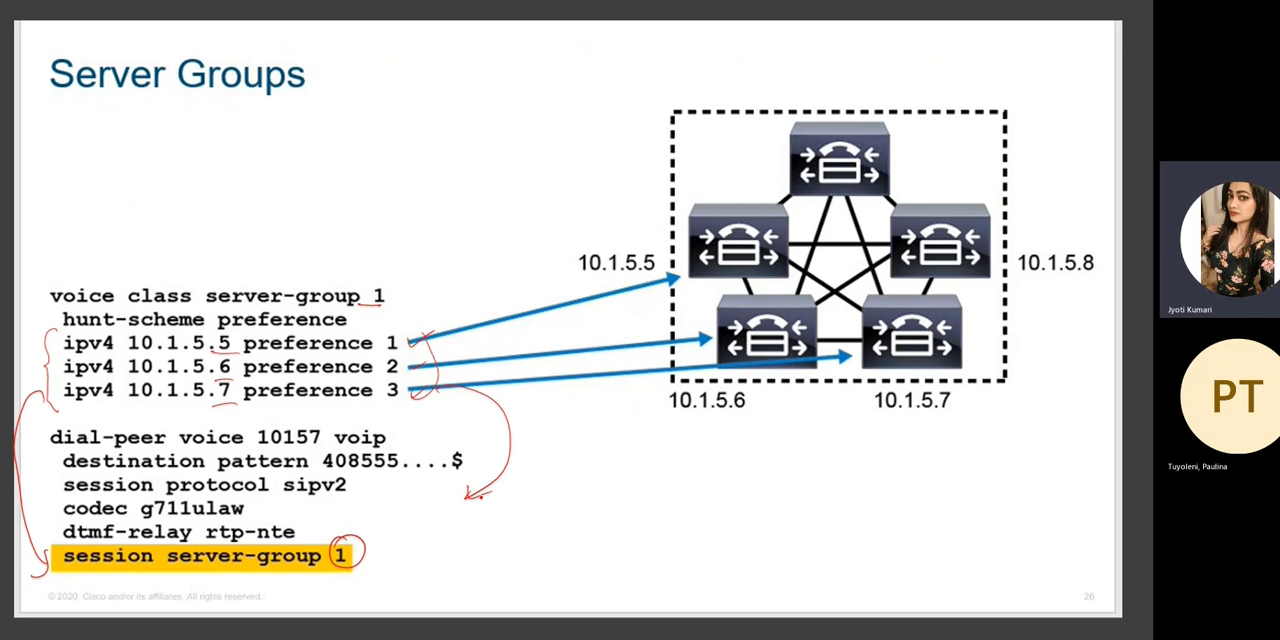 Server Groups
voice class server-group 1
hunt-scheme preference
ipv4 10.1.5.5 preference 1
ipv4 10.1.5.6 preference 2
ipv4 10.1.5.7 preference 3
dial-peer voice 10157 voip
destination pattern 408555....$
session protocol sipv2
codec g711ulaw
dtmf-relay rtp-nte
session server-group 1
10.1.5.5
10.1.5.8
10.1.5.6
10.1.5.7
© 2020 Cisco and/or its affiliates. All rights reserved.
26
Jyoti Kumari
PT
Tuyoleni, Paulina